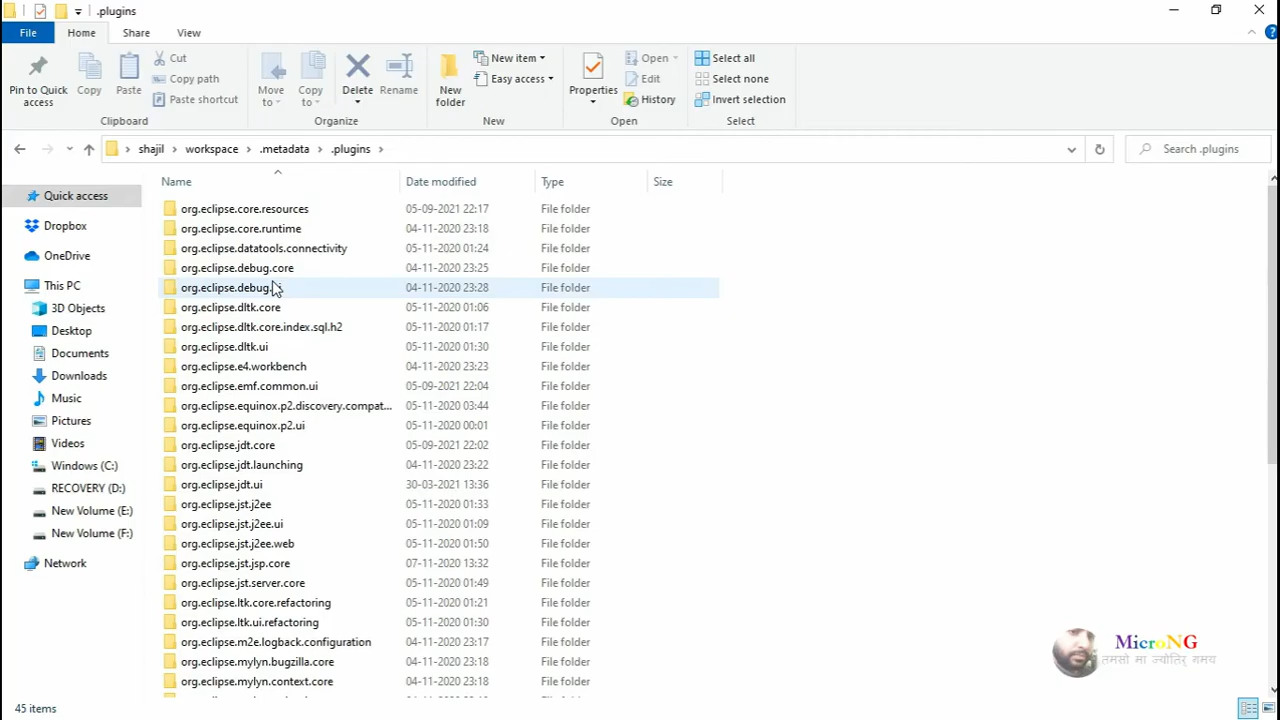 .plugins
File Home Share View
Pin to Quick access
Copy
Paste
Cut
Copy path
Paste shortcut
Clipboard
Move to
Copy to
Delete
Rename
Organize
New folder
New item
Easy access
New
Properties
Open
Edit
History
Open
Select all
Select none
Invert selection
Select
shajil workspace .metadata .plugins
Search .plugins
Quick access
Dropbox
OneDrive
This PC
3D Objects
Desktop
Documents
Downloads
Music
Pictures
Videos
Windows (C:)
RECOVERY (D:)
New Volume (E:)
New Volume (F:)
Network
Name Date modified Type Size
org.eclipse.core.resources 05-09-2021 22:17 File folder
org.eclipse.core.runtime 04-11-2020 23:18 File folder
org.eclipse.datatools.connectivity 05-11-2020 01:24 File folder
org.eclipse.debug.core 04-11-2020 23:25 File folder
org.eclipse.debug. 04-11-2020 23:28 File folder
org.eclipse.dltk.core 05-11-2020 01:06 File folder
org.eclipse.dltk.core.index.sql.h2 05-11-2020 01:17 File folder
org.eclipse.dltk.ui 05-11-2020 01:30 File folder
org.eclipse.e4.workbench 04-11-2020 23:23 File folder
org.eclipse.emf.common.ui 05-09-2021 22:04 File folder
org.eclipse.equinox.p2.discovery.compat... 05-11-2020 03:44 File folder
org.eclipse.equinox.p2.ui 05-11-2020 00:01 File folder
org.eclipse.jdt.core 05-09-2021 22:02 File folder
org.eclipse.jdt.launching 04-11-2020 23:22 File folder
org.eclipse.jdt.ui 30-03-2021 13:36 File folder
org.eclipse.jst.j2ee 05-11-2020 01:33 File folder
org.eclipse.jst.j2ee.ui 05-11-2020 01:09 File folder
org.eclipse.jst.j2ee.web 05-11-2020 01:50 File folder
org.eclipse.jst.jsp.core 07-11-2020 13:32 File folder
org.eclipse.jst.server.core 05-11-2020 01:49 File folder
org.eclipse.ltk.core.refactoring 05-11-2020 01:21 File folder
org.eclipse.ltk.ui.refactoring 05-11-2020 01:30 File folder
org.eclipse.m2e.logback.configuration 04-11-2020 23:17 File folder
org.eclipse.mylyn.bugzilla.core 04-11-2020 23:18 File folder
org.eclipse.mylyn.context.core 04-11-2020 23:18 File folder
MicroNG
तमसो मा ज्योतिर् गमय
45 items